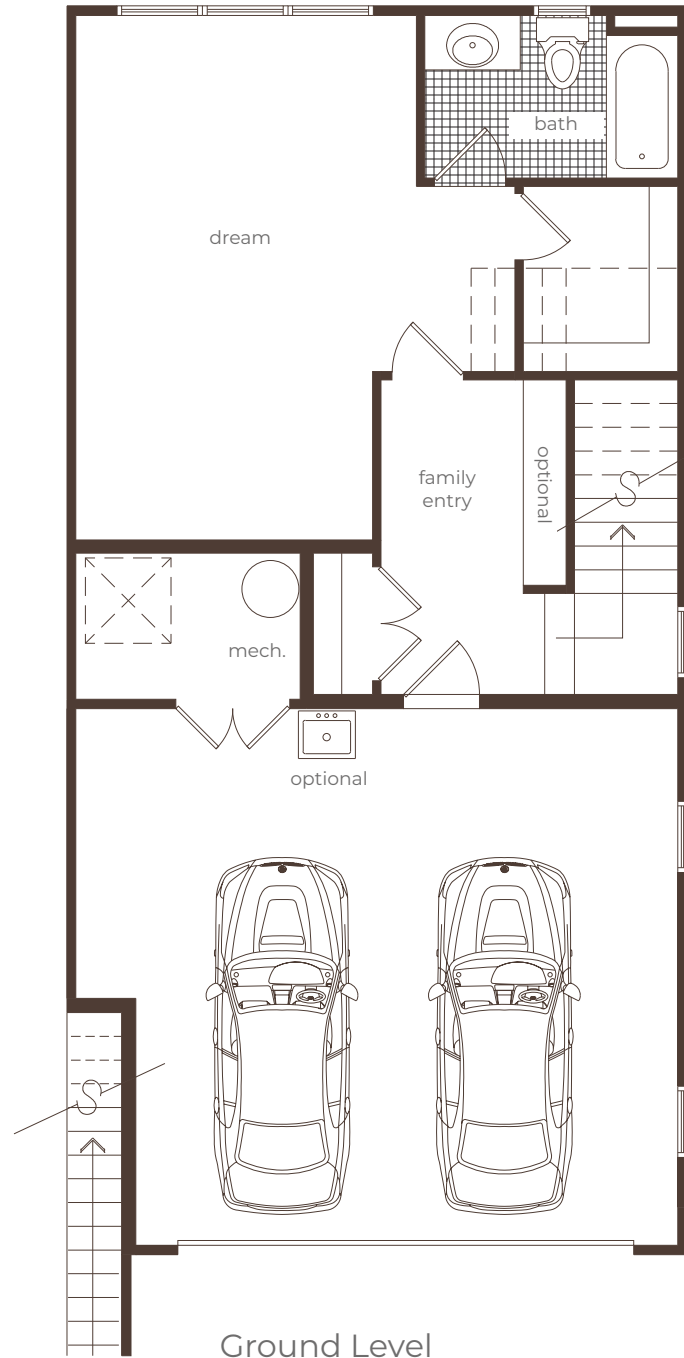 bath
dream
family
entry
optional
mech.
optional
Ground Level